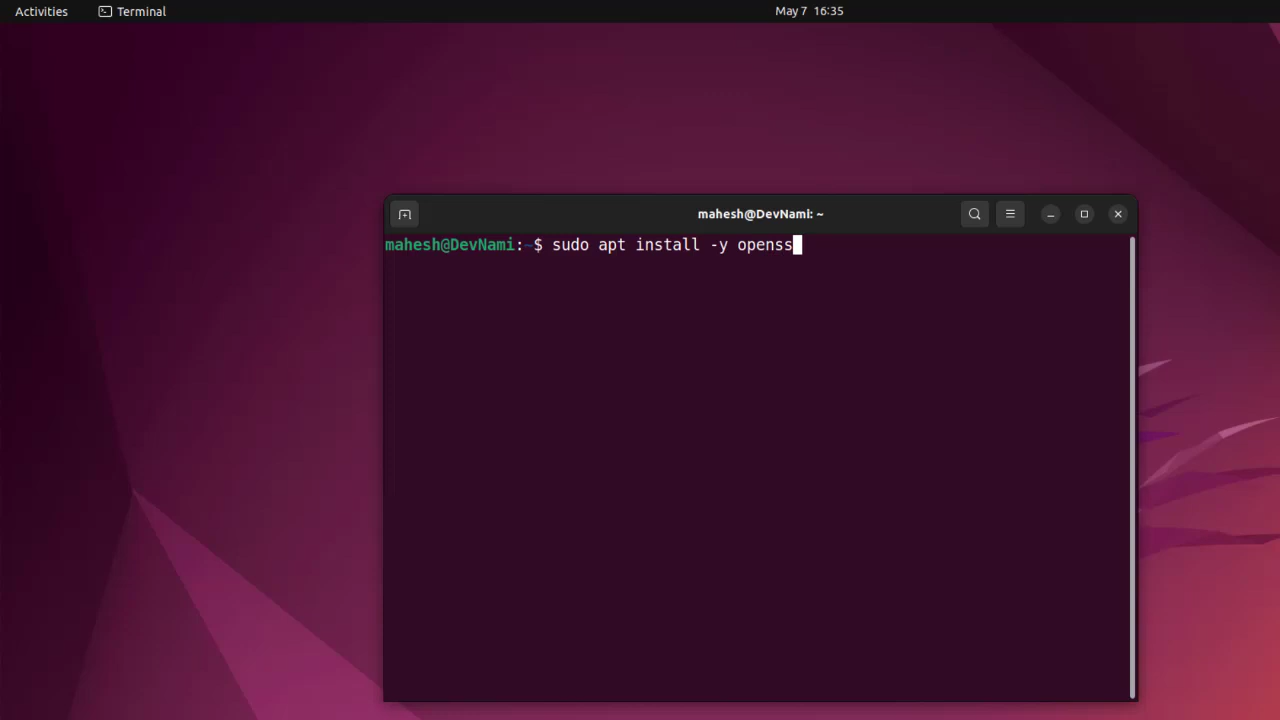 Activities Terminal May 7 16:35
mahesh@DevNami: ~
mahesh@DevNami:~$ sudo apt install -y openss